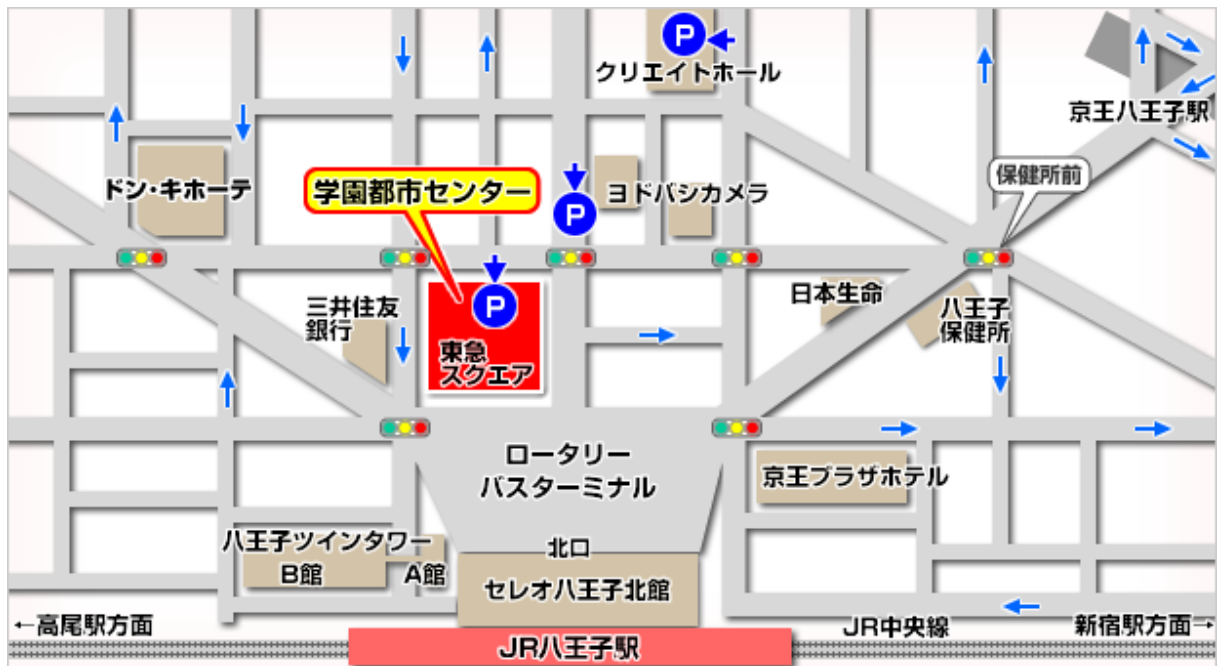 P
クリエイトホール
京王八王子駅
保健所前
ドン・キホーテ
学園都市センター
P
ヨドバシカメラ
三井住友
銀行
P
東急
スクエア
日本生命
八王子
保健所
ロータリー
バスターミナル
京王プラザホテル
八王子ツインタワー
B館
A館
北口
セレオ八王子北館
←高尾駅方面
JR中央線
新宿駅方面→
JR八王子駅